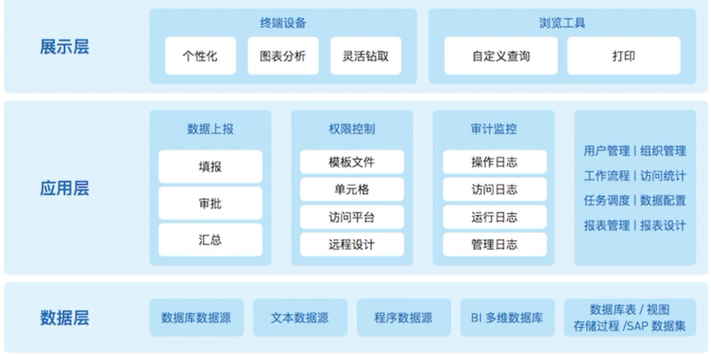 展示层
终端设备
个性化
图表分析
灵活钻取
浏览工具
自定义查询
打印
应用层
数据上报
填报
审批
汇总
权限控制
模板文件
单元格
访问平台
远程设计
审计监控
操作日志
访问日志
运行日志
管理日志
用户管理 | 组织管理
工作流程 | 访问统计
任务调度 | 数据配置
报表管理 | 报表设计
数据层
数据库数据源
文本数据源
程序数据源
BI 多维数据库
数据库表 / 视图
存储过程 /SAP 数据集